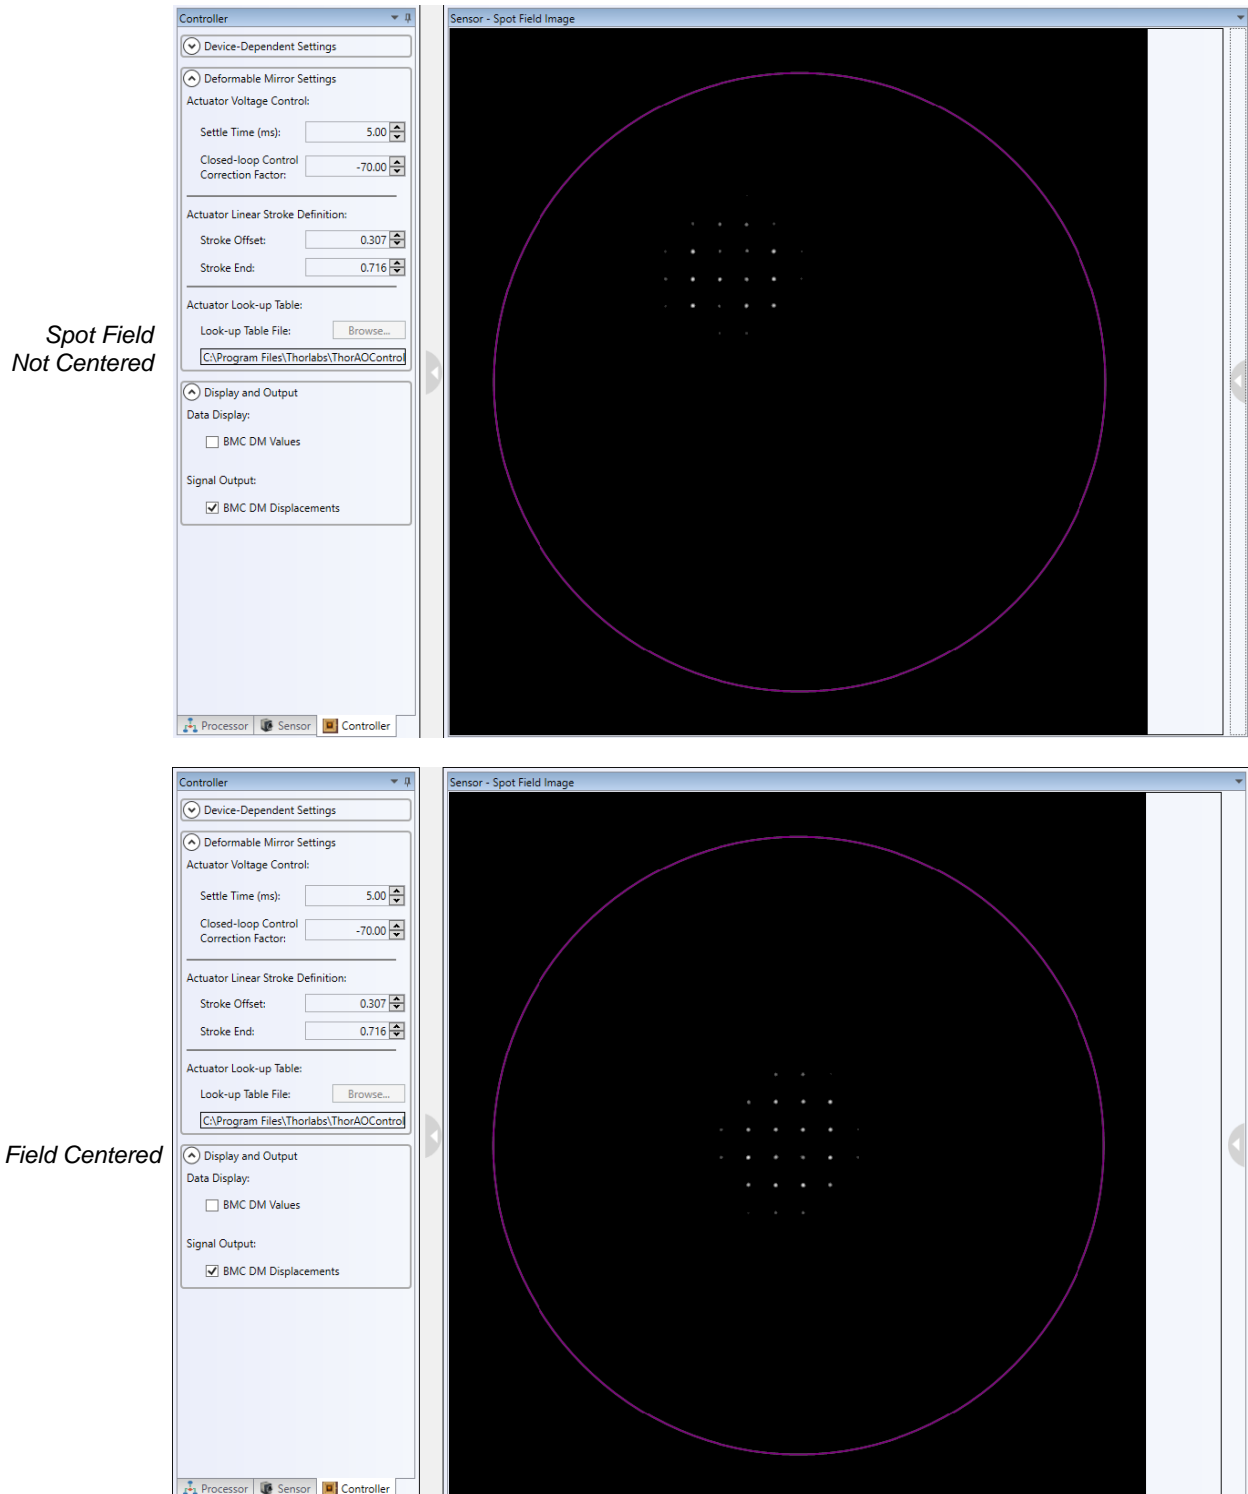 Controller
Sensor - Spot Field Image
Device-Dependent Settings
Deformable Mirror Settings
Actuator Voltage Control:
Settle Time (ms): 5.00
Closed-loop Control
Correction Factor: -70.00
Actuator Linear Stroke Definition:
Stroke Offset: 0.307
Stroke End: 0.716
Actuator Look-up Table:
Look-up Table File: Browse...
C:\Program Files\Thorlabs\ThorAOControl
Spot Field
Not Centered
Display and Output
Data Display:
BMC DM Values
Signal Output:
BMC DM Displacements
Processor Sensor Controller
Controller
Sensor - Spot Field Image
Device-Dependent Settings
Deformable Mirror Settings
Actuator Voltage Control:
Settle Time (ms): 5.00
Closed-loop Control
Correction Factor: -70.00
Actuator Linear Stroke Definition:
Stroke Offset: 0.307
Stroke End: 0.716
Actuator Look-up Table:
Look-up Table File: Browse...
C:\Program Files\Thorlabs\ThorAOControl
Field Centered
Display and Output
Data Display:
BMC DM Values
Signal Output:
BMC DM Displacements
Processor Sensor Controller